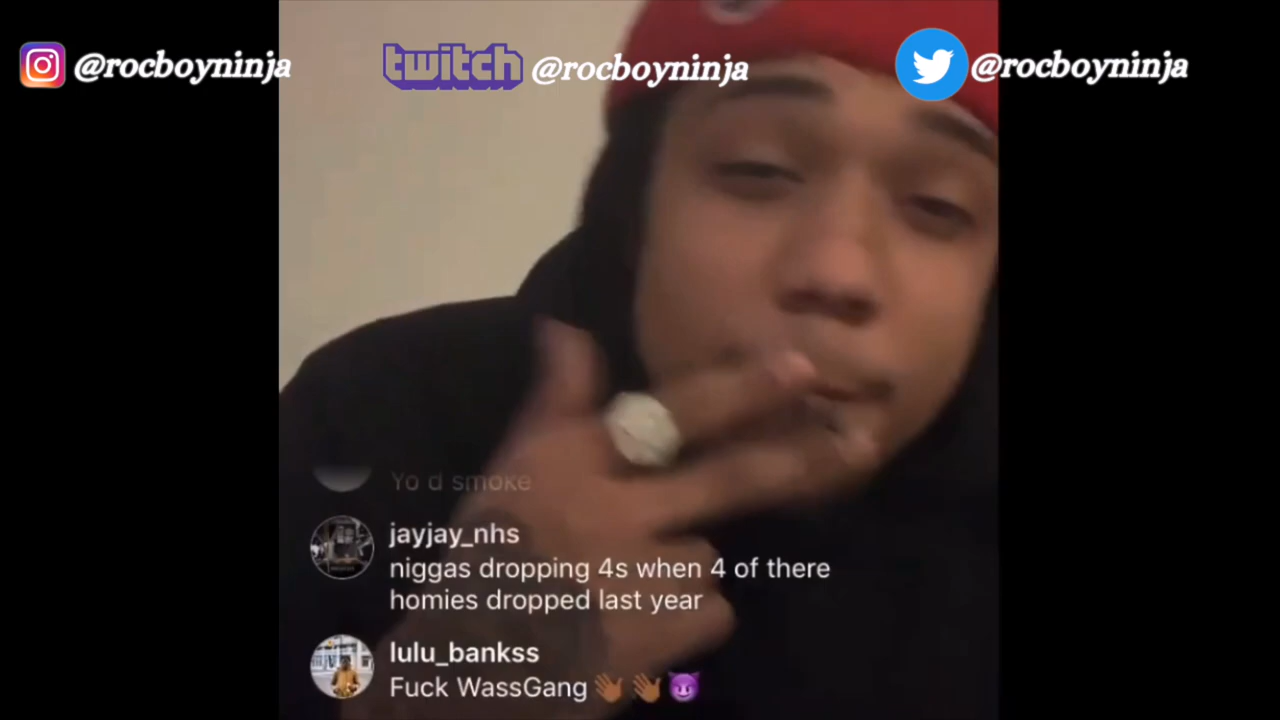 @rocboyninja twitch @rocboyninja @rocboyninja
Yo d smoke
jayjay_nhs
niggas dropping 4s when 4 of there
homies dropped last year
lulu_bankss
Fuck WassGang 👋🏾 👋🏾 😈